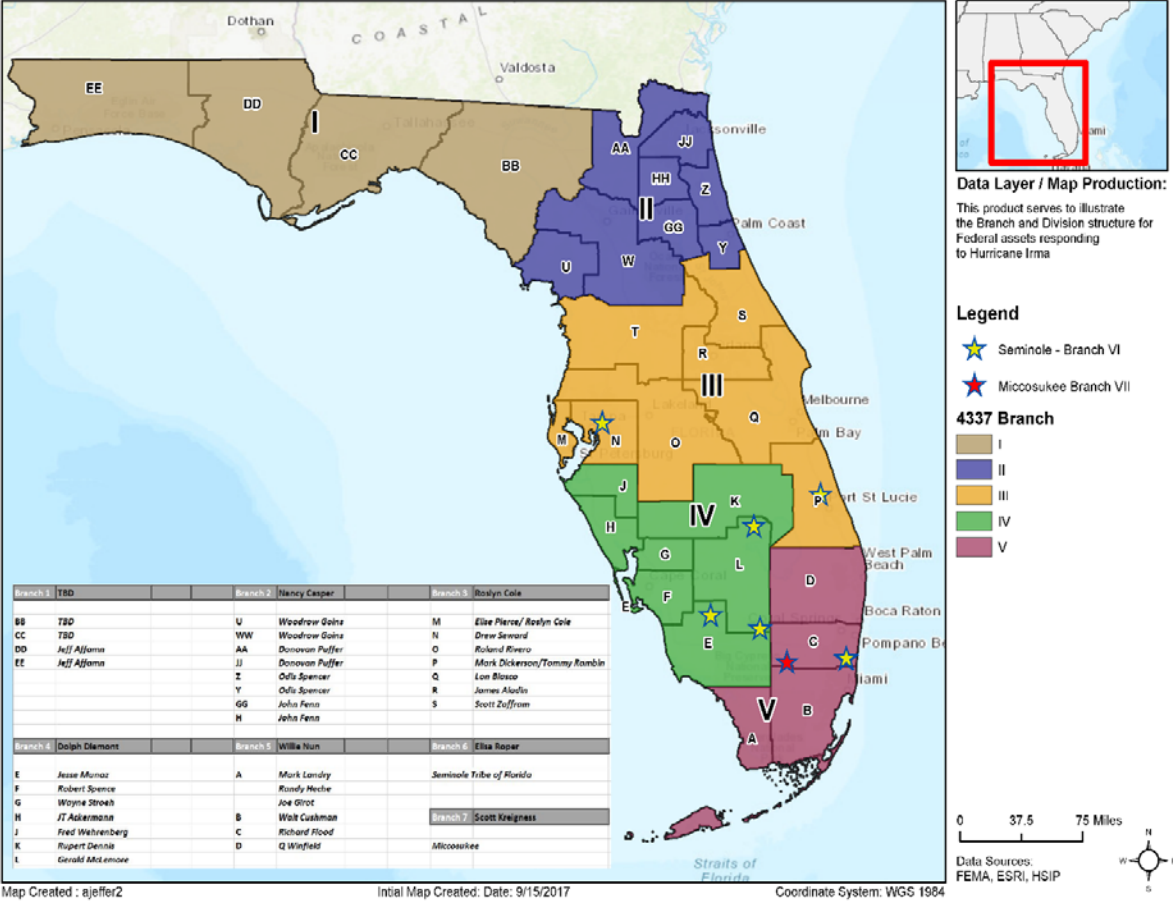 Dothan
COASTAL
Valdosta
EE
DD
I
CC
Tallahassee
BB
AA
JJ
Jacksonville
HH
Z
II
GG
Palm Coast
Y
U
W
S
T
R
III
Melbourne
Lakeland
Q
Palm Bay
M
N
O
FLORIDA
St Petersburg
J
K
P
ort St Lucie
IV
H
G
L
West Palm
Beach
D
Cape Coral
F
E
Boca Raton
E
C
Pompano Be
Miami
V
B
A
Straits of
Florida
Branch 1 TBD Branch 2 Nancy Casper Branch 3 Roslyn Cole
BB TBD U Woodrow Goins M Elise Pierce/ Roslyn Cole
CC TBD WW Woodrow Goins N Drew Seward
DD Jeff Affamn AA Donovan Puffer O Roland Rivero
EE Jeff Affamn JJ Donovan Puffer P Mark Dickerson/Tommy Rambin
Z Odis Spencer Q Lon Biasco
Y Odis Spencer R James Aladin
GG John Fenn S Scott Zaffram
H John Fenn
Branch 4 Dolph Diemont Branch 5 Willie Nun Branch 6 Elisa Roper
E Jesse Munoz A Mark Landry Seminole Tribe of Florida
F Robert Spence Randy Heche
G Wayne Stroeh Joe Girot
H JT Ackermann B Walt Cushman Branch 7 Scott Kreigness
J Fred Wehrenberg C Richard Flood
K Rupert Dennis D Q Winfield Miccosukee
L Gerald McLemore
Map Created : ajeffer2
Intial Map Created: Date: 9/15/2017
Coordinate System: WGS 1984
Data Layer / Map Production:
This product serves to illustrate
the Branch and Division structure for
Federal assets responding
to Hurricane Irma
Legend
Seminole - Branch VI
Miccosukee Branch VII
4337 Branch
I
II
III
IV
V
0 37.5 75 Miles
Data Sources:
FEMA, ESRI, HSIP
N
W
S